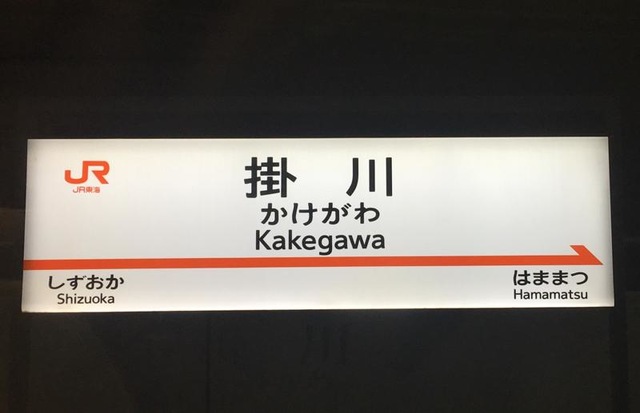 JR
JR東海
掛川
かけがわ
Kakegawa
しずおか
Shizuoka
はままつ
Hamamatsu